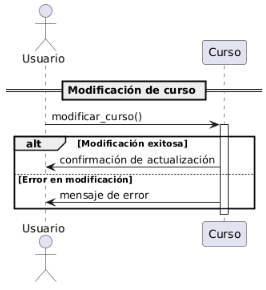 Usuario
Curso
Modificación de curso
modificar_curso()
alt
[Modificación exitosa]
confirmación de actualización
[Error en modificación]
mensaje de error
Usuario
Curso